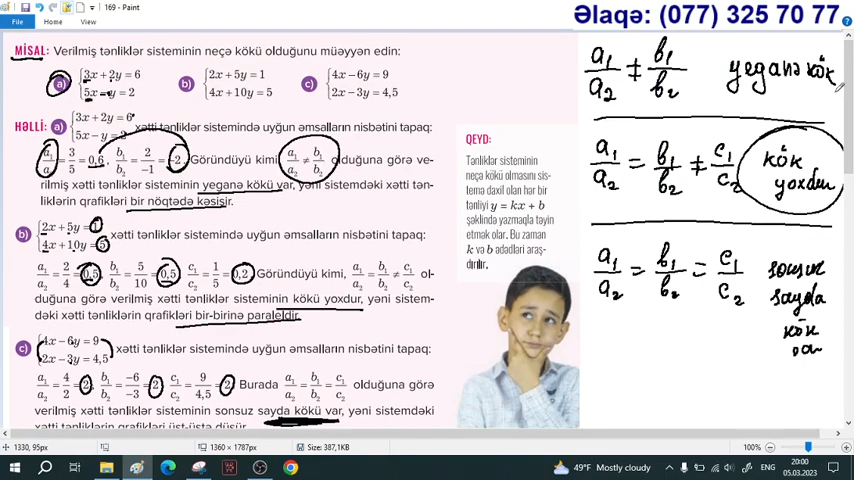 169 - Paint
Əlaqə: (077) 325 70 77
File Home View
MİSAL: Verilmiş tənliklər sisteminin neçə kökü olduğunu müəyyən edin:
a) {3x + 2y = 6
5x − y = 2
b) {2x + 5y = 1
4x + 10y = 5
c) {4x − 6y = 9
2x − 3y = 4,5
HƏLLİ: a) {3x + 2y = 6
5x − y = 2 xətti tənliklər sistemində uyğun əmsalların nisbətini tapaq:
a₁/a₂ = 3/5 = 0,6, b₁/b₂ = 2/−1 = −2. Göründüyü kimi a₁/a₂ ≠ b₁/b₂ olduğuna görə ve-
rilmiş xətti tənliklər sisteminin yeganə kökü var, yəni sistemdəki xətti tən-
liklərin qrafikləri bir nöqtədə kəsişir.
b) {2x + 5y = 1
4x + 10y = 5 xətti tənliklər sistemində uyğun əmsalların nisbətini tapaq:
a₁/a₂ = 2/4 = 0,5, b₁/b₂ = 5/10 = 0,5, c₁/c₂ = 1/5 = 0,2. Göründüyü kimi, a₁/a₂ = b₁/b₂ ≠ c₁/c₂ ol-
duğuna görə verilmiş xətti tənliklər sisteminin kökü yoxdur, yəni sistem-
dəki xətti tənliklərin qrafikləri bir-birinə paraleldir.
c) {4x − 6y = 9
2x − 3y = 4,5 xətti tənliklər sistemində uyğun əmsalların nisbətini tapaq:
a₁/a₂ = 4/2 = 2, b₁/b₂ = −6/−3 = 2, c₁/c₂ = 9/4,5 = 2. Burada a₁/a₂ = b₁/b₂ = c₁/c₂ olduğuna görə
verilmiş xətti tənliklər sisteminin sonsuz sayda kökü var, yəni sistemdəki
xətti tənliklərin qrafikləri üst-üstə düşür.
QEYD:
Tənliklər sisteminin
neçə kökü olmasını sis-
temə daxil olan hər bir
tənliyi y = kx + b
şəklində yazmaqla təyin
etmək olar. Bu zaman
k və b ədədləri araş-
dırılır.
a₁/a₂ ≠ b₁/b₂ yeganə kök
a₁/a₂ = b₁/b₂ ≠ c₁/c₂ kök
yoxdur
a₁/a₂ = b₁/b₂ = c₁/c₂ sonsuz
sayda
kök
1330, 95px
1360 × 1787px
Size: 387,1KB
100%
49°F Mostly cloudy
ENG
20:00
05.03.2023